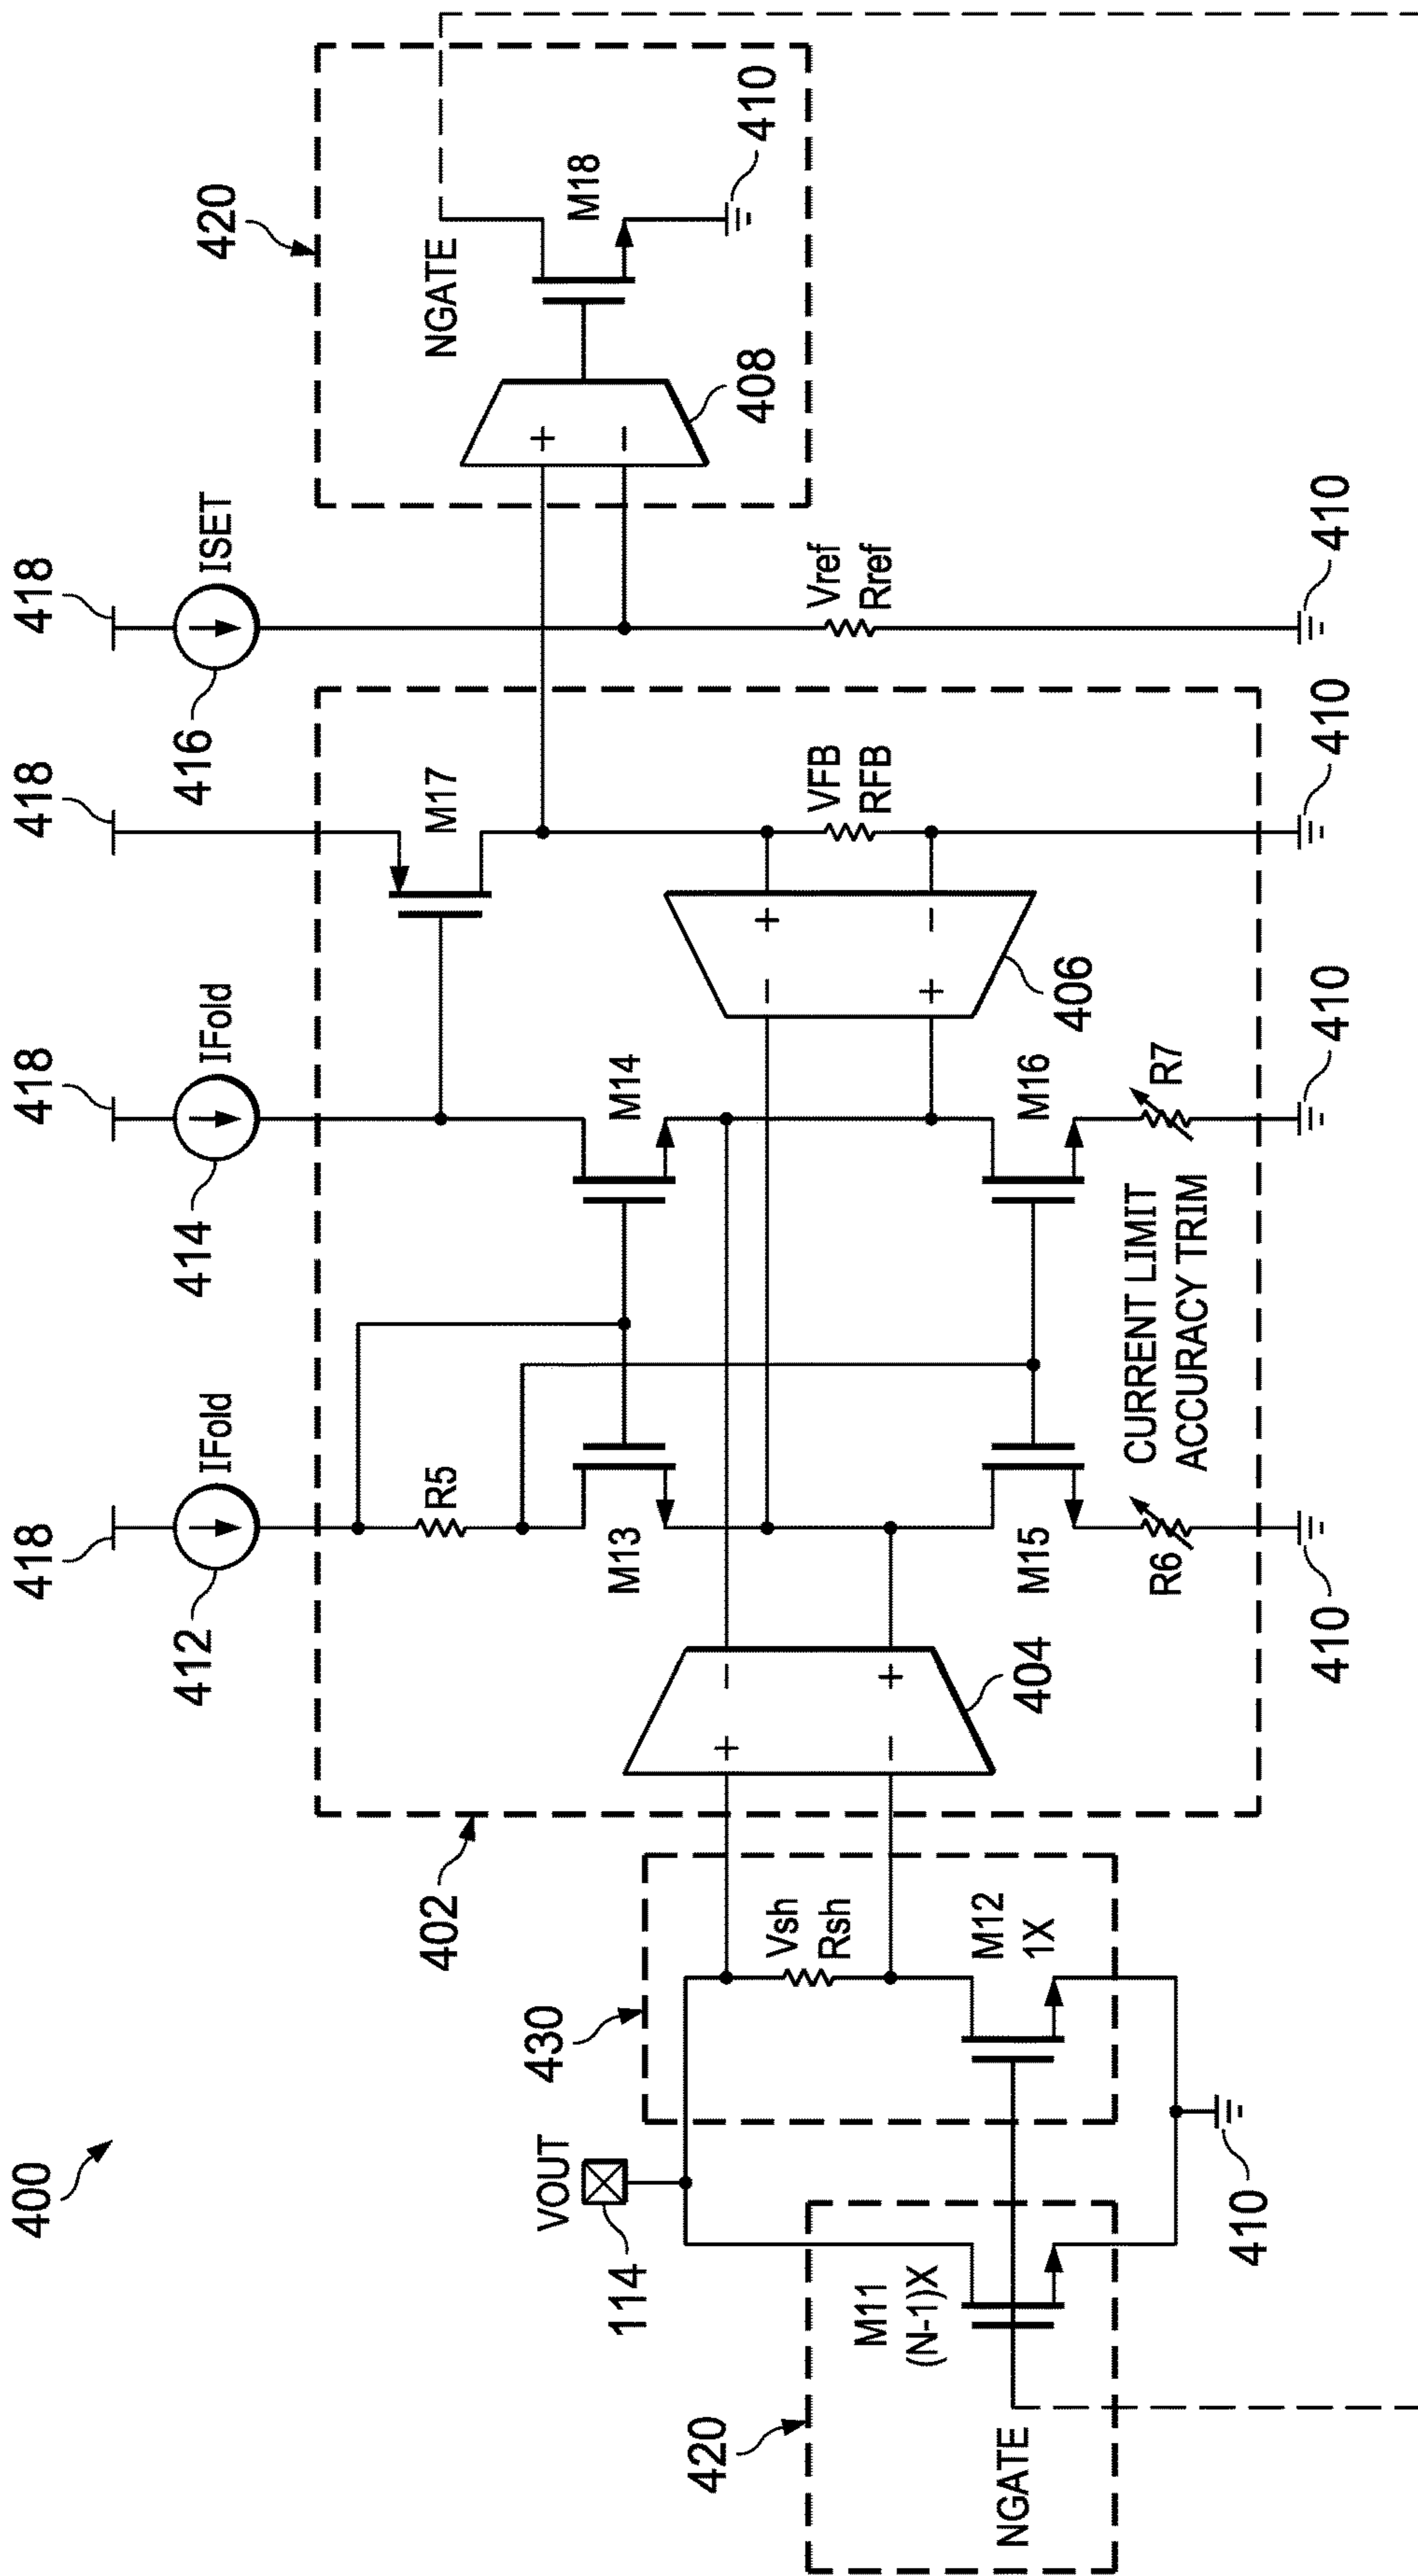 400
418
418
418
418
412
IFold
414
IFold
416
ISET
420
NGATE
M18
410
+
−
408
402
R5
M13
M14
M17
+
−
−
+
404
−
+
+
−
406
VFB
RFB
Vref
Rref
M15
M16
R6
R7
CURRENT LIMIT
ACCURACY TRIM
410
410
410
410
114
VOUT
430
Vsh
Rsh
M12
1X
M11
(N-1)X
420
NGATE
410